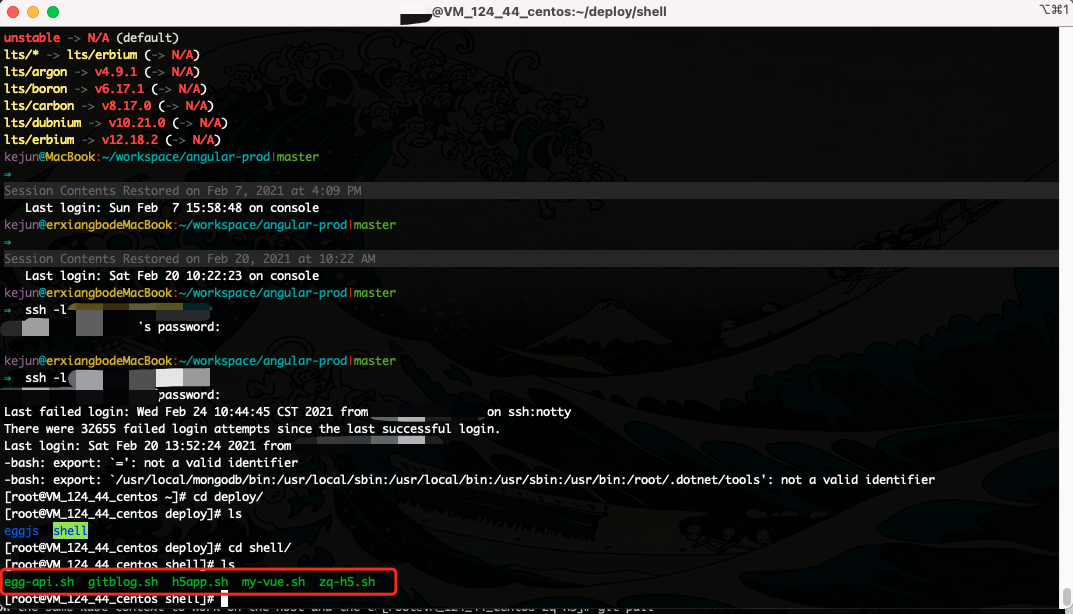 @VM_124_44_centos:~/deploy/shell
⌥⌘1
unstable -> N/A (default)
lts/* -> lts/erbium (-> N/A)
lts/argon -> v4.9.1 (-> N/A)
lts/boron -> v6.17.1 (-> N/A)
lts/carbon -> v8.17.0 (-> N/A)
lts/dubnium -> v10.21.0 (-> N/A)
lts/erbium -> v12.18.2 (-> N/A)
kejun@MacBook:~/workspace/angular-prod|master
⇒
Session Contents Restored on Feb 7, 2021 at 4:09 PM
Last login: Sun Feb  7 15:58:48 on console
kejun@erxiangbodeMacBook:~/workspace/angular-prod|master
⇒
Session Contents Restored on Feb 20, 2021 at 10:22 AM
Last login: Sat Feb 20 10:22:23 on console
kejun@erxiangbodeMacBook:~/workspace/angular-prod|master
⇒  ssh -l
`s password:
kejun@erxiangbodeMacBook:~/workspace/angular-prod|master
⇒  ssh -l
password:
Last failed login: Wed Feb 24 10:44:45 CST 2021 from on ssh:notty
There were 32655 failed login attempts since the last successful login.
Last login: Sat Feb 20 13:52:24 2021 from
-bash: export: `=': not a valid identifier
-bash: export: `/usr/local/mongodb/bin:/usr/local/sbin:/usr/local/bin:/usr/sbin:/usr/bin:/root/.dotnet/tools': not a valid identifier
[root@VM_124_44_centos ~]# cd deploy/
[root@VM_124_44_centos deploy]# ls
eggjs  shell
[root@VM_124_44_centos deploy]# cd shell/
[root@VM_124_44_centos shell]# ls
egg-api.sh  gitblog.sh  h5app.sh  my-vue.sh  zq-h5.sh
[root@VM_124_44_centos shell]#